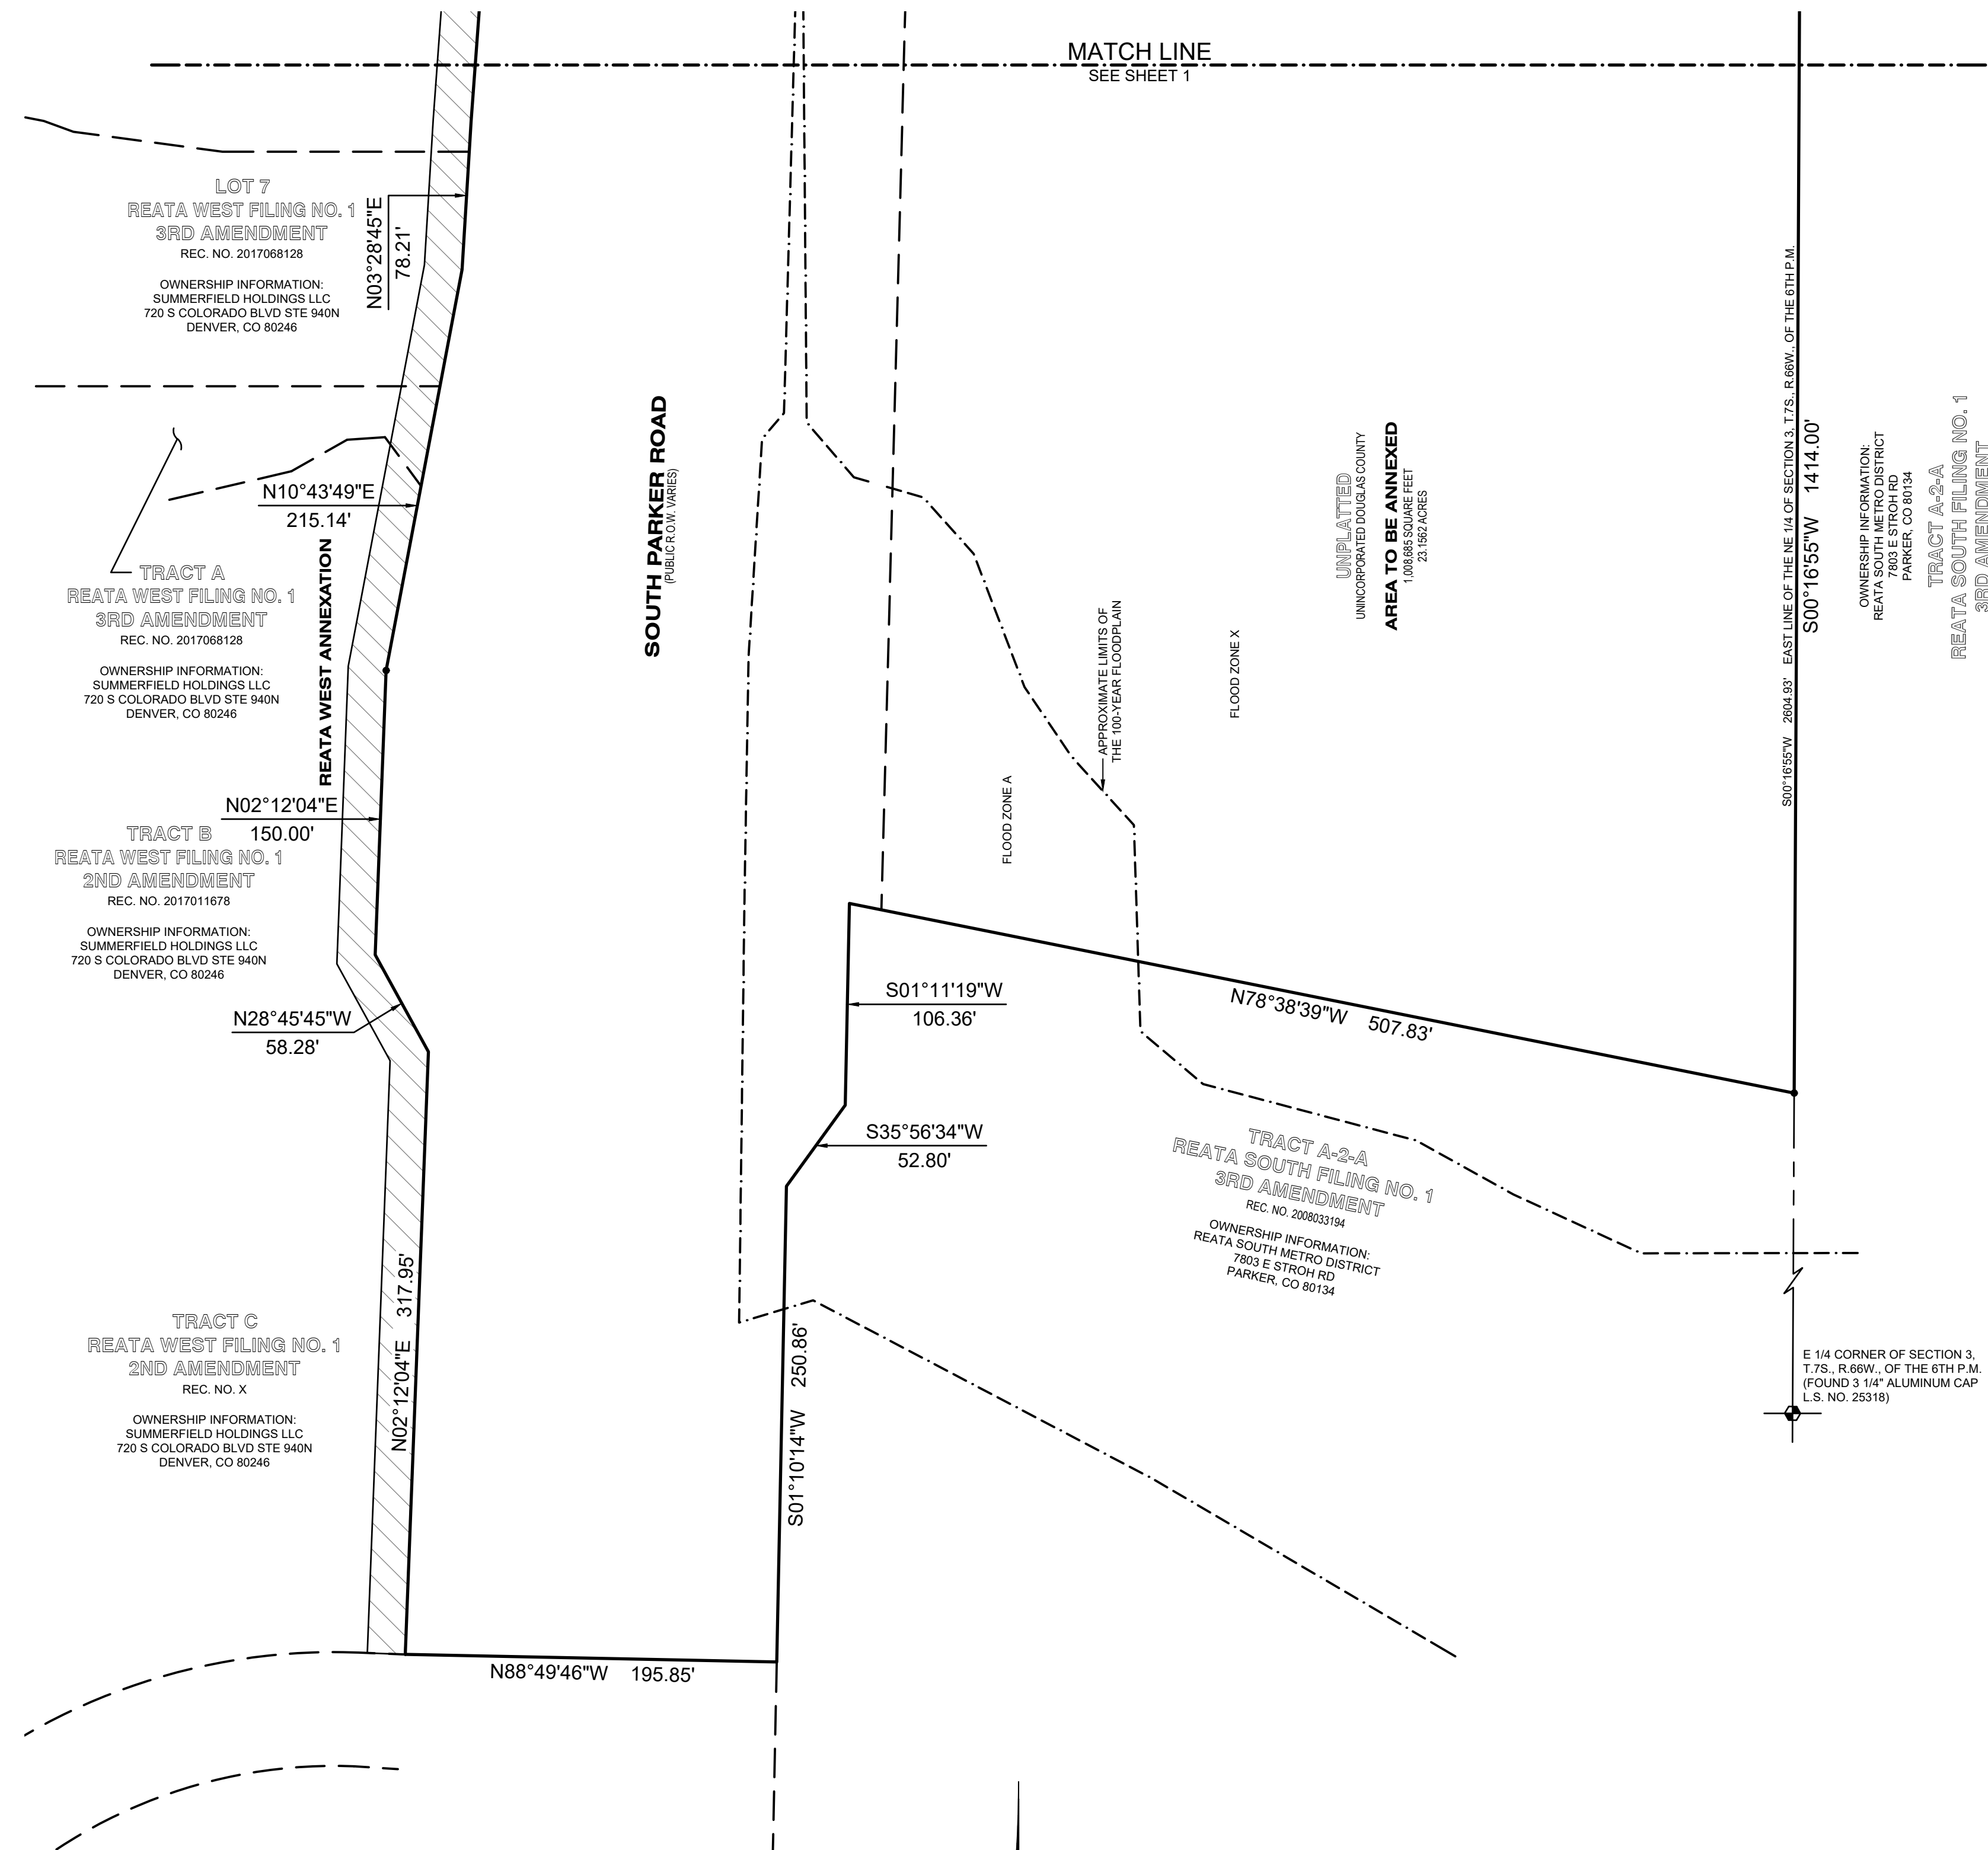 MATCH LINE
SEE SHEET 1
LOT 7
REATA WEST FILING NO. 1
3RD AMENDMENT
REC. NO. 2017068128
OWNERSHIP INFORMATION:
SUMMERFIELD HOLDINGS LLC
720 S COLORADO BLVD STE 940N
DENVER, CO 80246
N03°28'45"E
78.21'
N10°43'49"E
215.14'
TRACT A
REATA WEST FILING NO. 1
3RD AMENDMENT
REC. NO. 2017068128
OWNERSHIP INFORMATION:
SUMMERFIELD HOLDINGS LLC
720 S COLORADO BLVD STE 940N
DENVER, CO 80246
REATA WEST ANNEXATION
N02°12'04"E
150.00'
TRACT B
REATA WEST FILING NO. 1
2ND AMENDMENT
REC. NO. 2017011678
OWNERSHIP INFORMATION:
SUMMERFIELD HOLDINGS LLC
720 S COLORADO BLVD STE 940N
DENVER, CO 80246
N28°45'45"W
58.28'
N02°12'04"E 317.95'
TRACT C
REATA WEST FILING NO. 1
2ND AMENDMENT
REC. NO. X
OWNERSHIP INFORMATION:
SUMMERFIELD HOLDINGS LLC
720 S COLORADO BLVD STE 940N
DENVER, CO 80246
N88°49'46"W 195.85'
SOUTH PARKER ROAD
(PUBLIC R.O.W. VARIES)
S01°11'19"W
106.36'
S35°56'34"W
52.80'
S01°10'14"W 250.86'
FLOOD ZONE A
APPROXIMATE LIMITS OF
THE 100-YEAR FLOODPLAIN
FLOOD ZONE X
UNPLATTED
UNINCORPORATED DOUGLAS COUNTY
AREA TO BE ANNEXED
1,008,685 SQUARE FEET
23.1562 ACRES
N78°38'39"W 507.83'
TRACT A-2-A
REATA SOUTH FILING NO. 1
3RD AMENDMENT
REC. NO. 2008033194
OWNERSHIP INFORMATION:
REATA SOUTH METRO DISTRICT
7803 E STROH RD
PARKER, CO 80134
S00°16'55"W 2604.93' EAST LINE OF THE NE 1/4 OF SECTION 3, T.7S., R.66W., OF THE 6TH P.M.
S00°16'55"W 1414.00'
OWNERSHIP INFORMATION:
REATA SOUTH METRO DISTRICT
7803 E STROH RD
PARKER, CO 80134
TRACT A-2-A
REATA SOUTH FILING NO. 1
3RD AMENDMENT
E 1/4 CORNER OF SECTION 3,
T.7S., R.66W., OF THE 6TH P.M.
(FOUND 3 1/4" ALUMINUM CAP
L.S. NO. 25318)